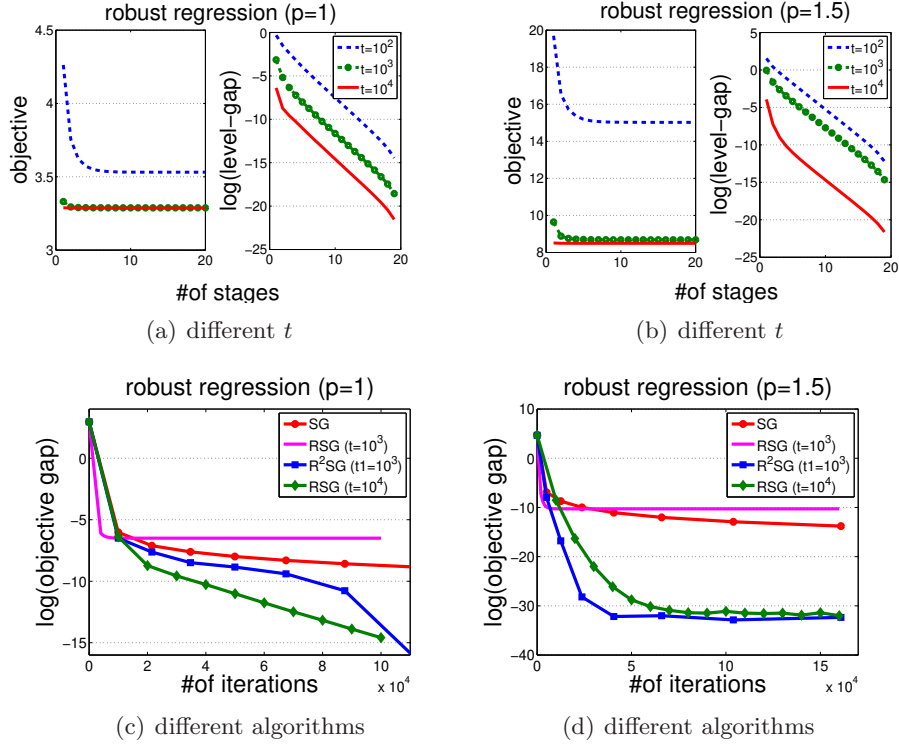 robust regression (p=1)
objective
4.5
4
3.5
3
0
10
20
log(level−gap)
0
−5
−10
−15
−20
−25
0
10
20
t=10²
t=10³
t=10⁴
#of stages
(a) different t
robust regression (p=1.5)
objective
20
18
16
14
12
10
8
0
10
20
log(level−gap)
5
0
−5
−10
−15
−20
−25
0
10
20
t=10²
t=10³
t=10⁴
#of stages
(b) different t
robust regression (p=1)
log(objective gap)
0
−5
−10
−15
0
2
4
6
8
10
x 10⁴
SG
RSG (t=10³)
R²SG (t1=10³)
RSG (t=10⁴)
#of iterations
(c) different algorithms
robust regression (p=1.5)
log(objective gap)
10
0
−10
−20
−30
−40
0
5
10
15
x 10⁴
SG
RSG (t=10³)
R²SG (t1=10³)
RSG (t=10⁴)
#of iterations
(d) different algorithms